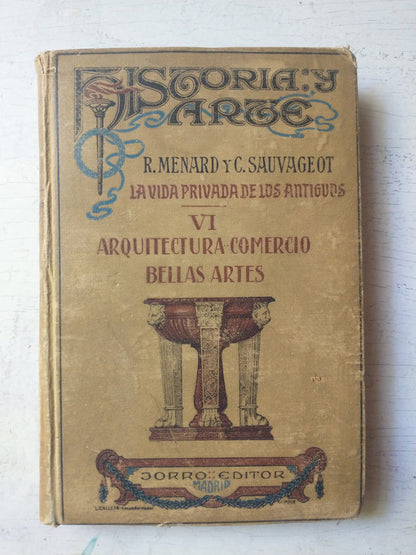 HISTORIA: Y
ARTE
R. MENARD Y C. SAUVAGEOT
LA VIDA PRIVADA DE LOS ANTIGUOS
VI
ARQUITECTURA-COMERCIO
BELLAS ARTES
JORRO:: EDITOR
MADRID